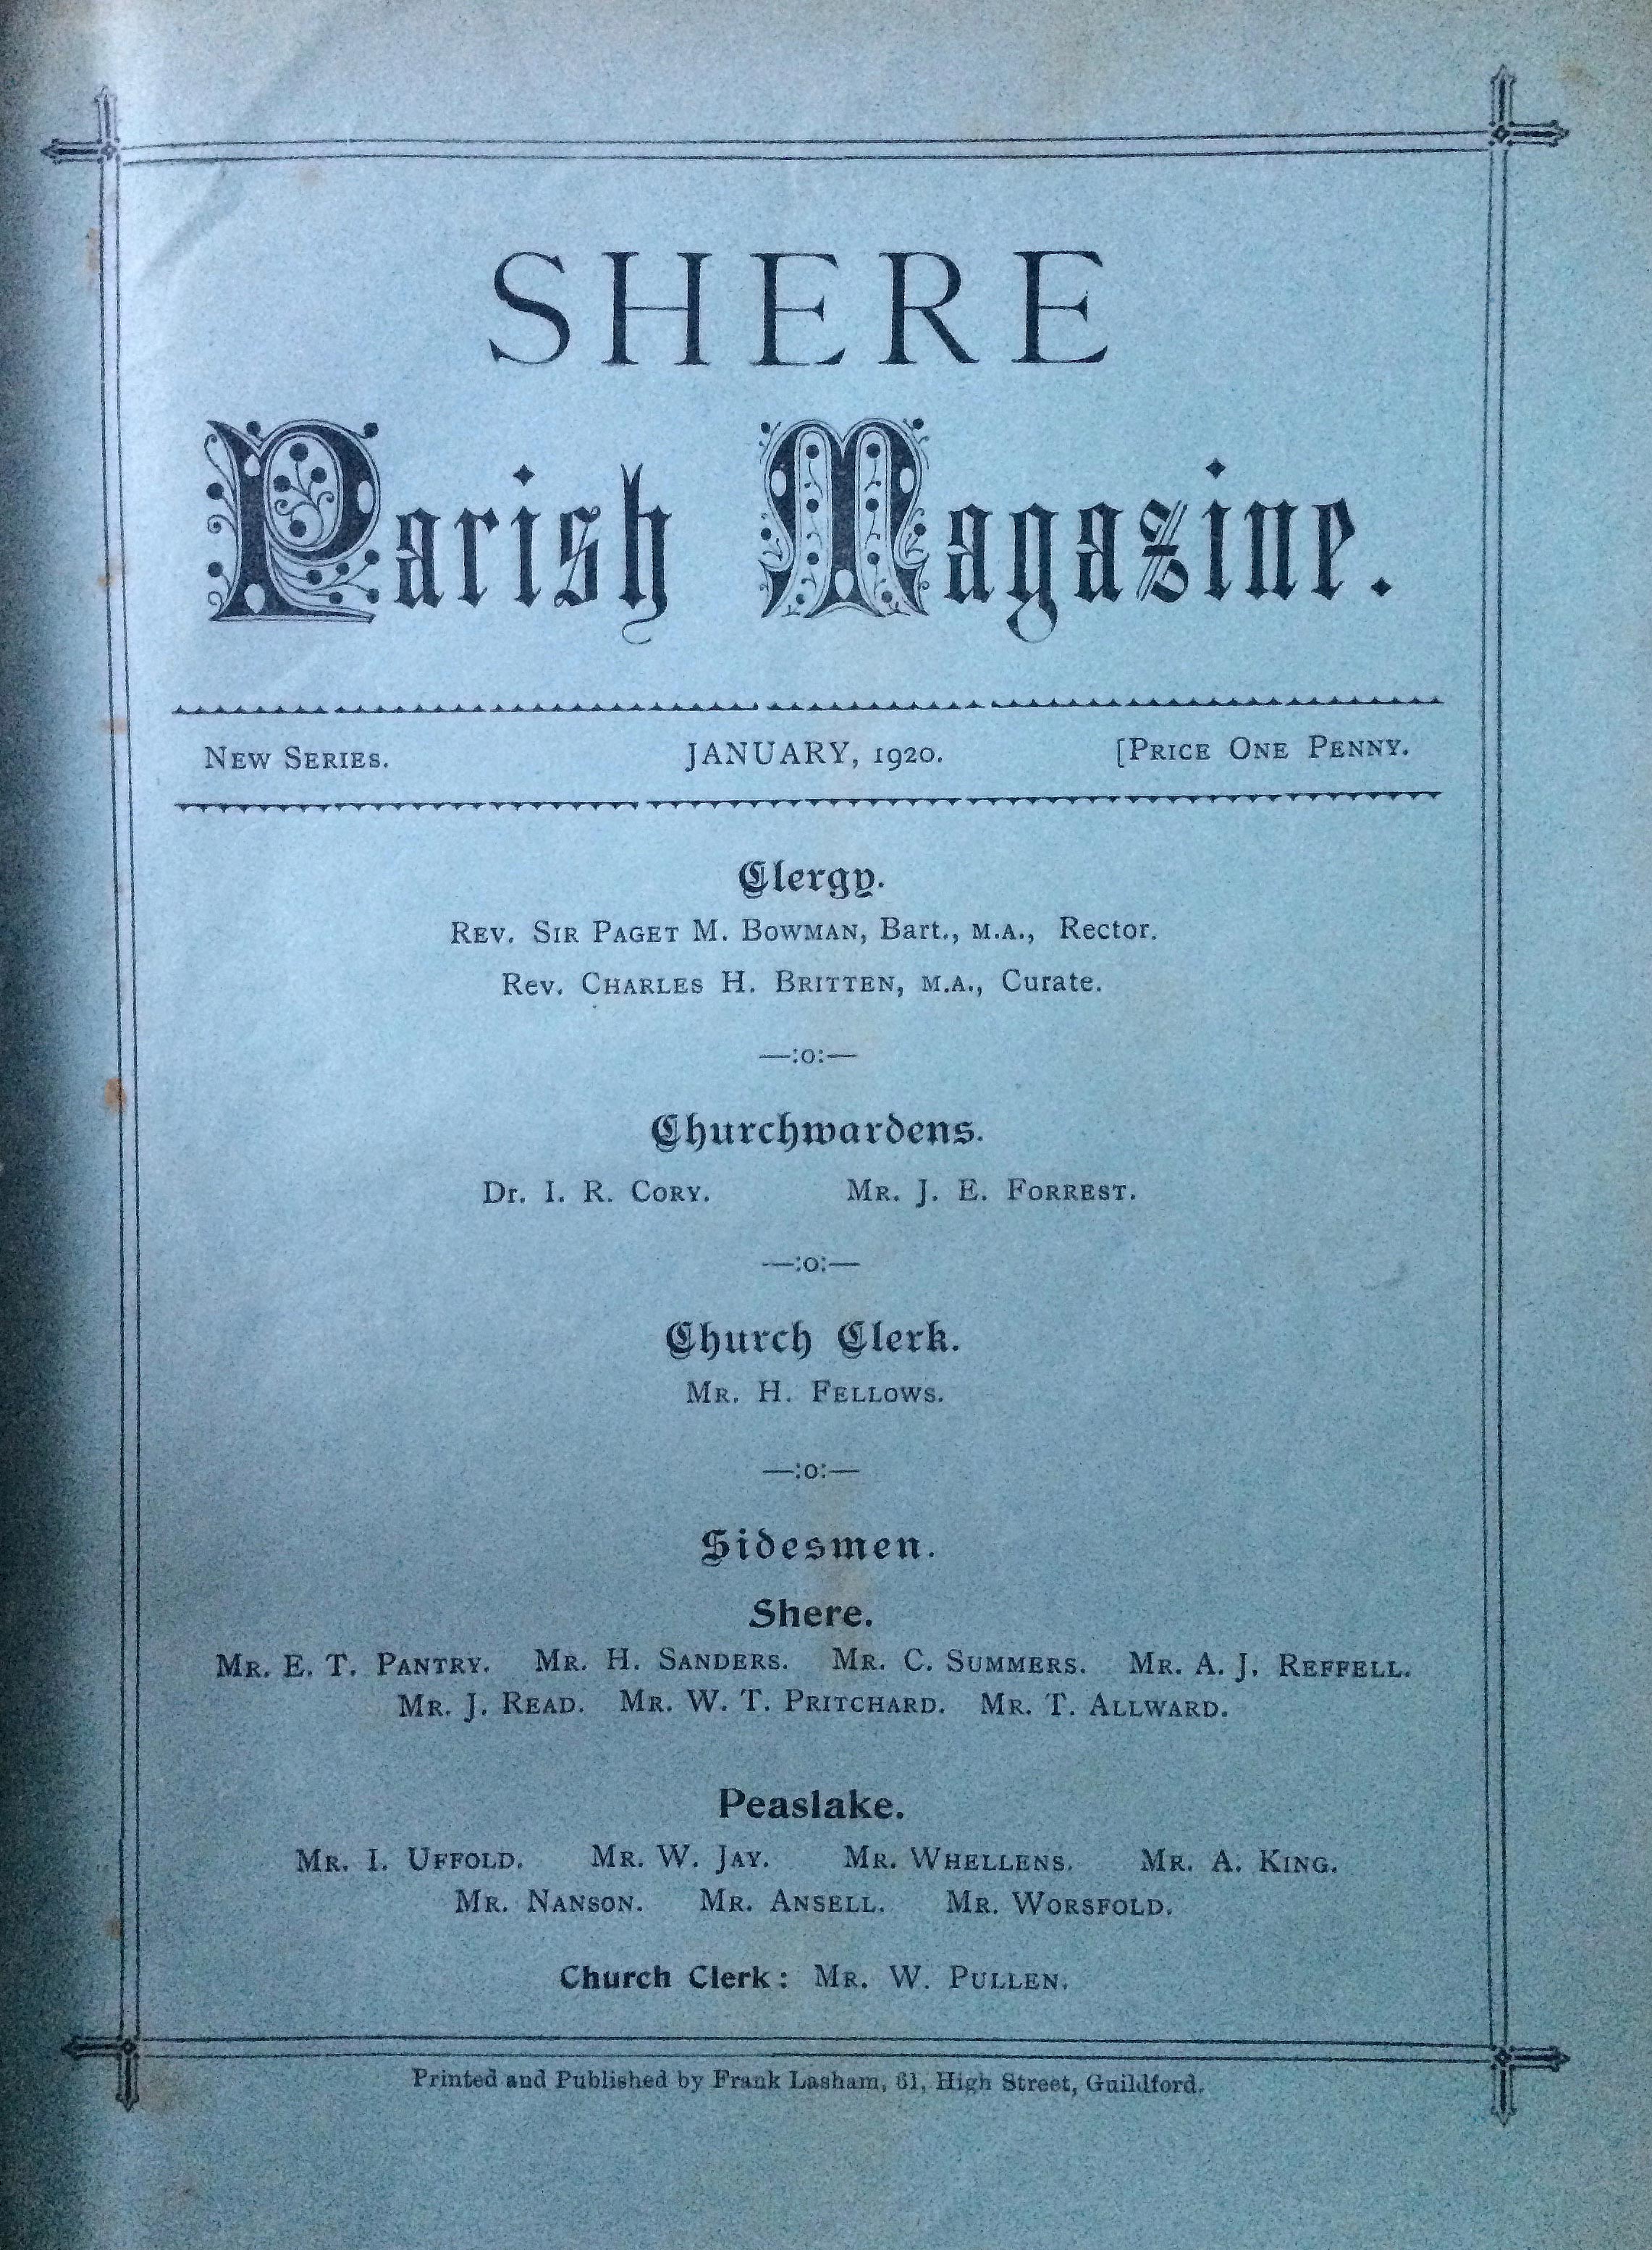 SHERE
Parish Magazine.
NEW SERIES. JANUARY, 1920. [PRICE ONE PENNY.
Clergy.
REV. SIR PAGET M. BOWMAN, Bart., M.A., Rector.
Rev. CHARLES H. BRITTEN, M.A., Curate.
—:o:—
Churchwardens.
Dr. I. R. CORY. MR. J. E. FORREST.
—:o:—
Church Clerk.
MR. H. FELLOWS.
—:o:—
Sidesmen.
Shere.
MR. E. T. PANTRY. MR. H. SANDERS. MR. C. SUMMERS. MR. A. J. REFFELL.
MR. J. READ. MR. W. T. PRITCHARD. MR. T. ALLWARD.
Peaslake.
MR. I. UFFOLD. MR. W. JAY. MR. WHELLENS. MR. A. KING.
MR. NANSON. MR. ANSELL. MR. WORSFOLD.
Church Clerk: MR. W. PULLEN.
Printed and Published by Frank Lasham, 61, High Street, Guildford.